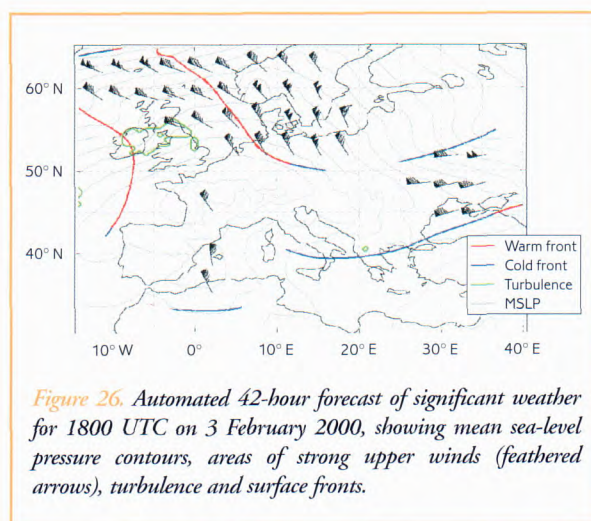 60° N
50° N
40° N
Warm front
Cold front
Turbulence
MSLP
10° W 0° 10° E 20° E 30° E 40° E
Figure 26. Automated 42-hour forecast of significant weather
for 1800 UTC on 3 February 2000, showing mean sea-level
pressure contours, areas of strong upper winds (feathered
arrows), turbulence and surface fronts.